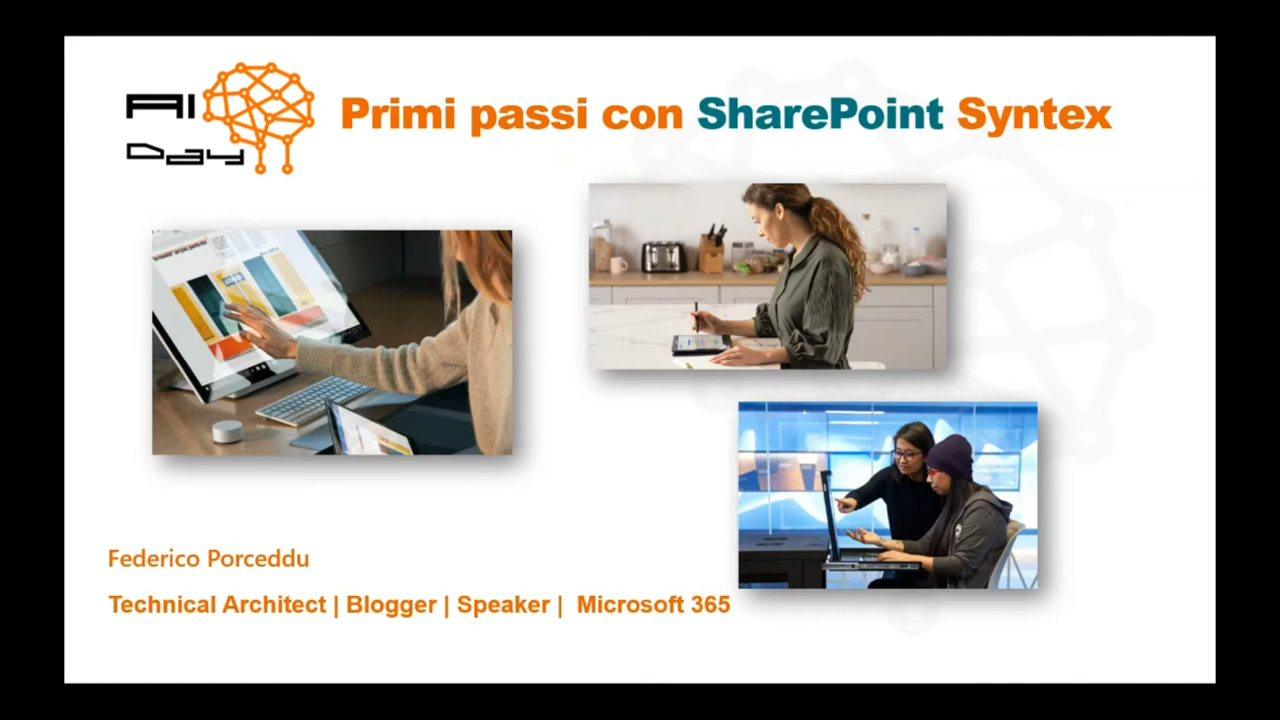 AI
Day
Primi passi con SharePoint Syntex
Federico Porceddu
Technical Architect | Blogger | Speaker | Microsoft 365